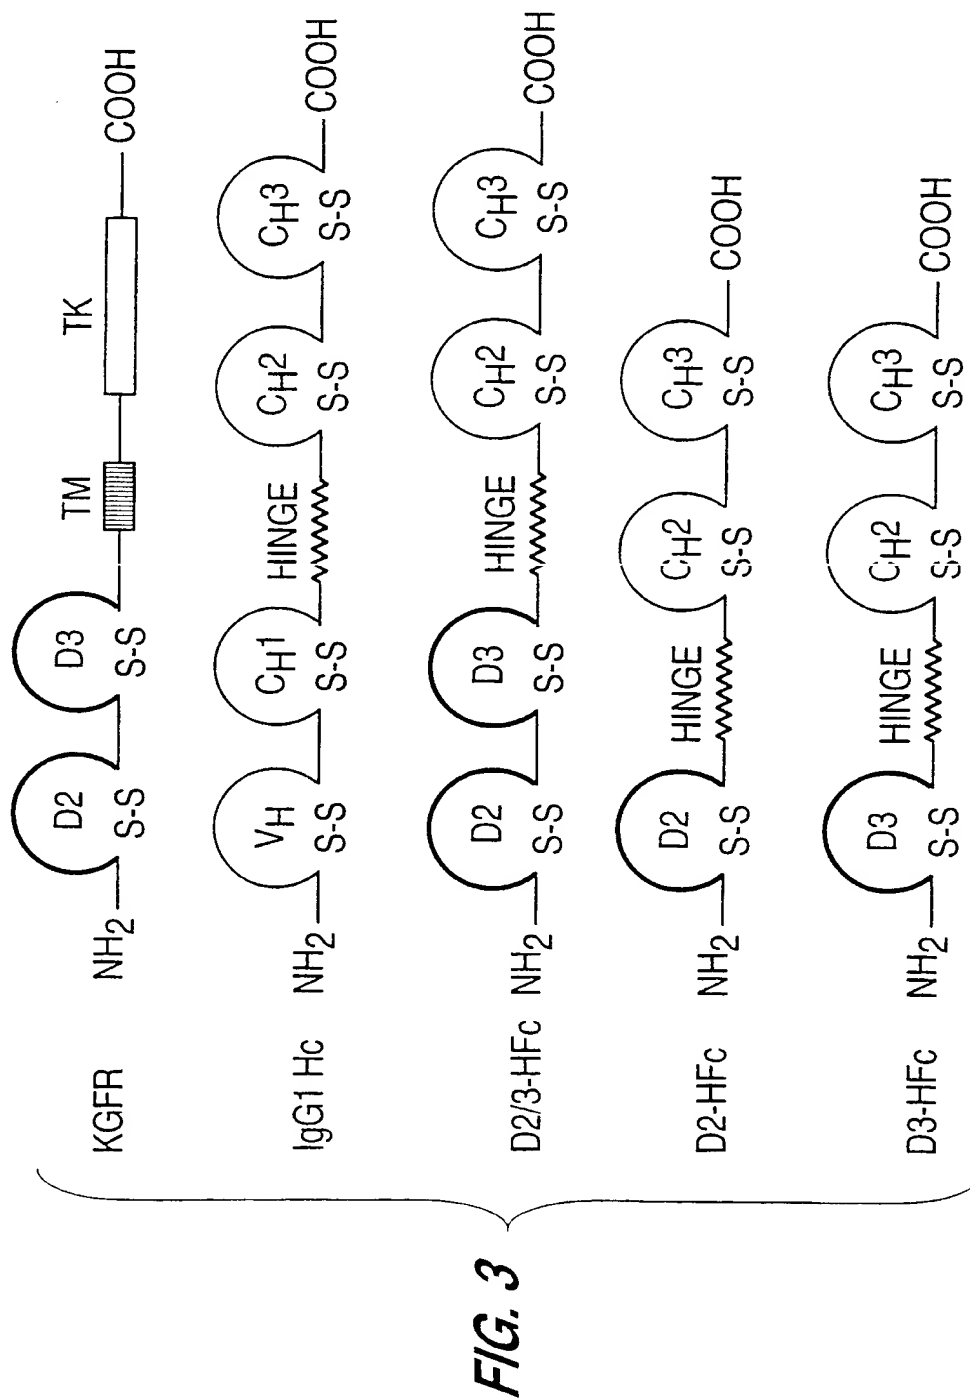 FIG. 3
TM TK
KGFR NH2 D2 S-S D3 S-S COOH
HINGE
IgG1 Hc NH2 VH S-S CH1 S-S CH2 S-S CH3 S-S COOH
HINGE
D2/3-HFc NH2 D2 S-S D3 S-S CH2 S-S CH3 S-S COOH
HINGE
D2-HFc NH2 D2 S-S CH2 S-S CH3 S-S COOH
HINGE
D3-HFc NH2 D3 S-S CH2 S-S CH3 S-S COOH